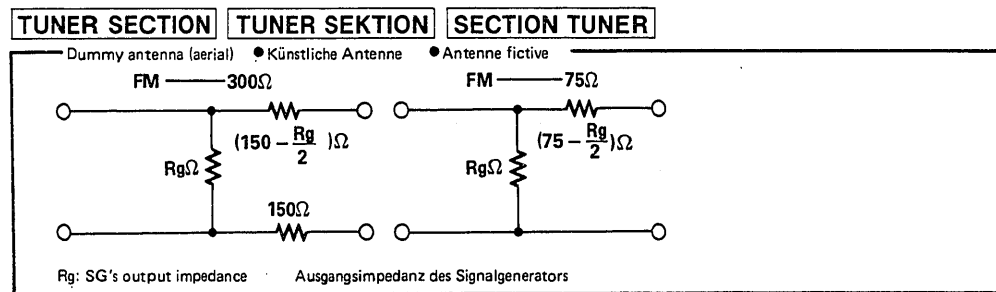 TUNER SECTION TUNER SEKTION SECTION TUNER
Dummy antenna (aerial) ● Künstliche Antenne ● Antenne fictive
FM — 300Ω
FM — 75Ω
(150 − Rg/2 )Ω
(75 − Rg/2)Ω
RgΩ
RgΩ
150Ω
Rg: SG's output impedance Ausgangsimpedanz des Signalgenerators